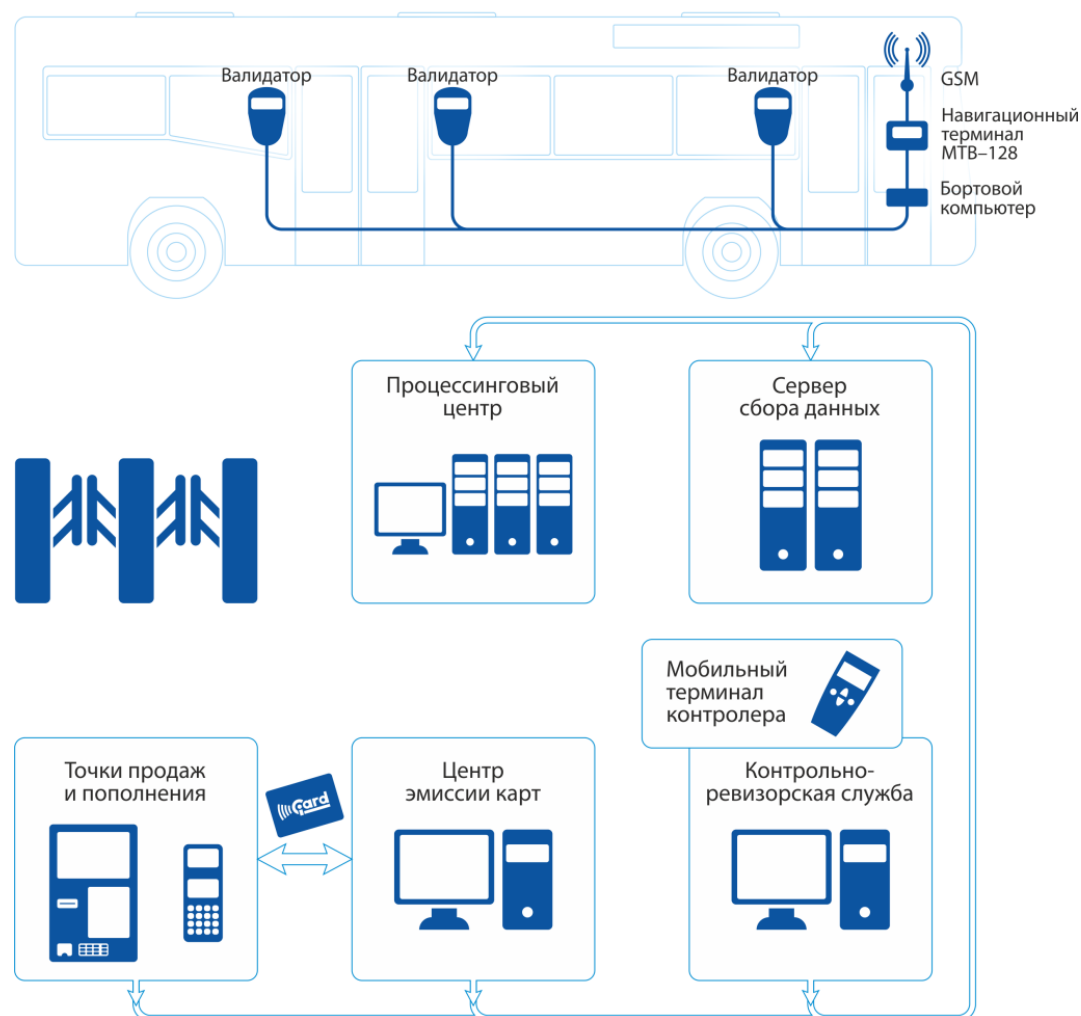 Валидатор
Валидатор
Валидатор
GSM
Навигационный
терминал
МТВ–128
Бортовой
компьютер
Процессинговый
центр
Сервер
сбора данных
Мобильный
терминал
контролера
Точки продаж
и пополнения
Card
Центр
эмиссии карт
Контрольно-
ревизорская служба